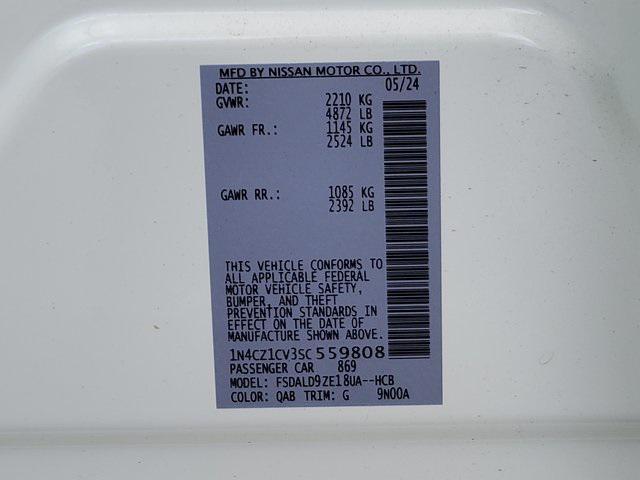 MFD BY NISSAN MOTOR CO., LTD.
DATE: 05/24
GVWR: 2210 KG
4872 LB
GAWR FR.: 1145 KG
2524 LB
GAWR RR.: 1085 KG
2392 LB
THIS VEHICLE CONFORMS TO
ALL APPLICABLE FEDERAL
MOTOR VEHICLE SAFETY,
BUMPER, AND THEFT
PREVENTION STANDARDS IN
EFFECT ON THE DATE OF
MANUFACTURE SHOWN ABOVE.
1N4CZ1CV3SC559808
PASSENGER CAR 869
MODEL: FSDALD9ZE18UA--HCB
COLOR: QAB TRIM: G 9N00A